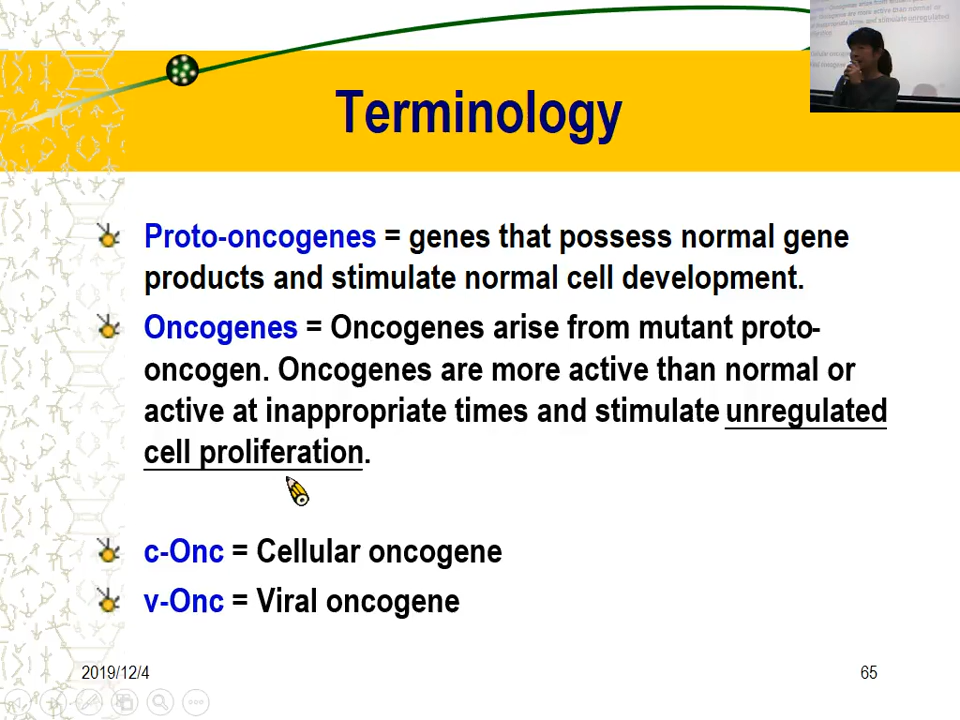 Terminology
Proto-oncogenes = genes that possess normal gene
products and stimulate normal cell development.
Oncogenes = Oncogenes arise from mutant proto-
oncogen. Oncogenes are more active than normal or
active at inappropriate times and stimulate unregulated
cell proliferation.
c-Onc = Cellular oncogene
v-Onc = Viral oncogene
2019/12/4
65